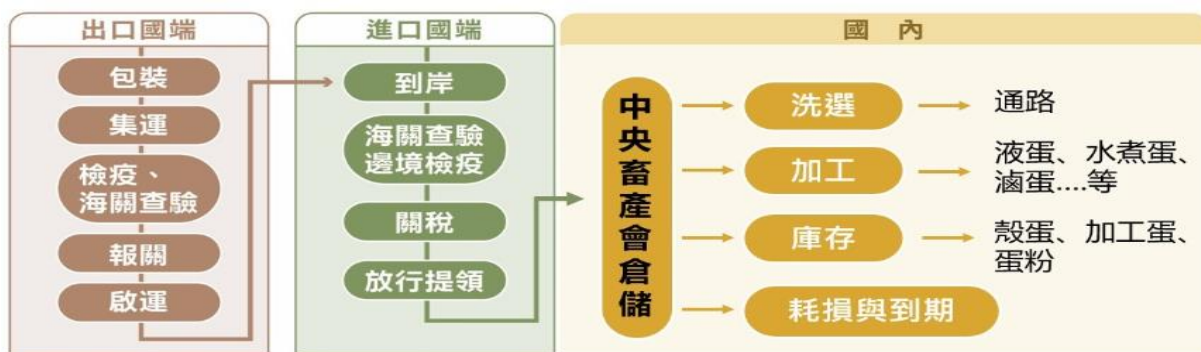 出口國端
包裝
集運
檢疫、
海關查驗
報關
啟運
進口國端
到岸
海關查驗
邊境檢疫
關稅
放行提領
國 內
中央畜產會倉儲
洗選
通路
加工
液蛋、水煮蛋、
滷蛋....等
庫存
殼蛋、加工蛋、
蛋粉
耗損與到期